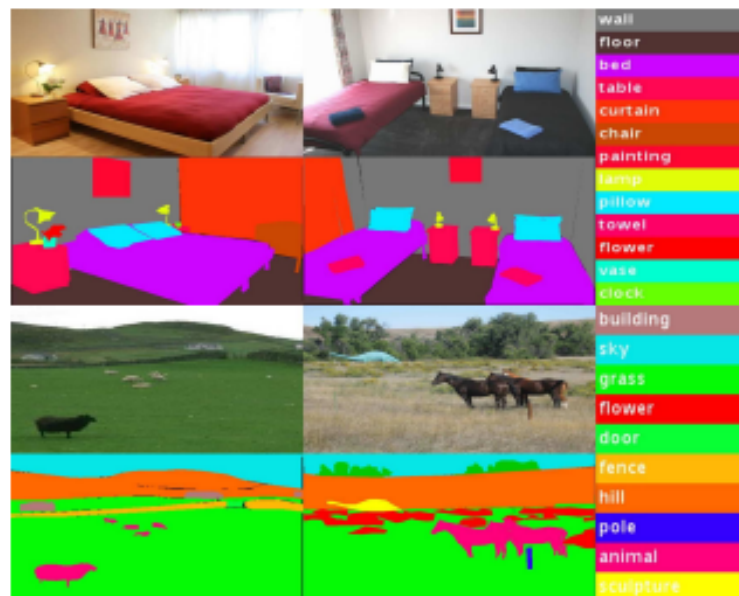 wall
floor
bed
table
curtain
chair
painting
lamp
pillow
towel
flower
vase
clock
building
sky
grass
flower
door
fence
hill
pole
animal
sculpture